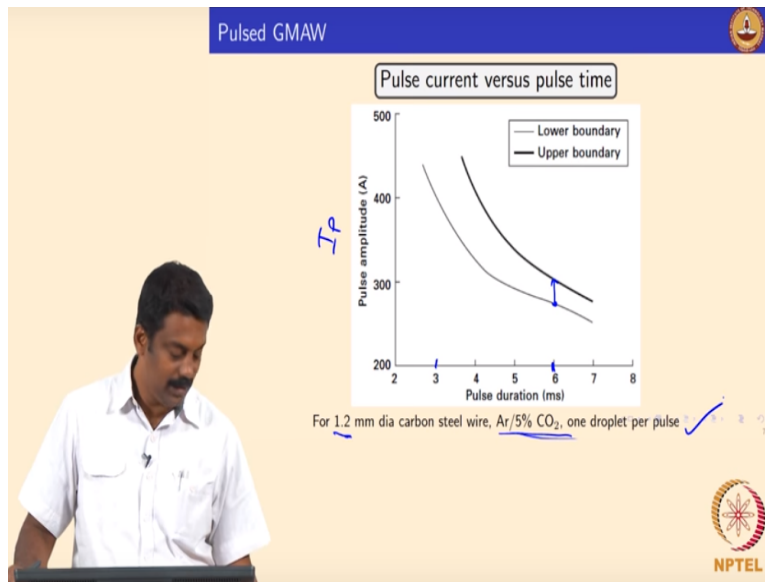 Pulsed GMAW
Pulse current versus pulse time
500
Lower boundary
Upper boundary
400
Ip
Pulse amplitude (A)
300
200
2 3 4 5 6 7 8
Pulse duration (ms)
For 1.2 mm dia carbon steel wire, Ar/5% CO₂, one droplet per pulse
NPTEL